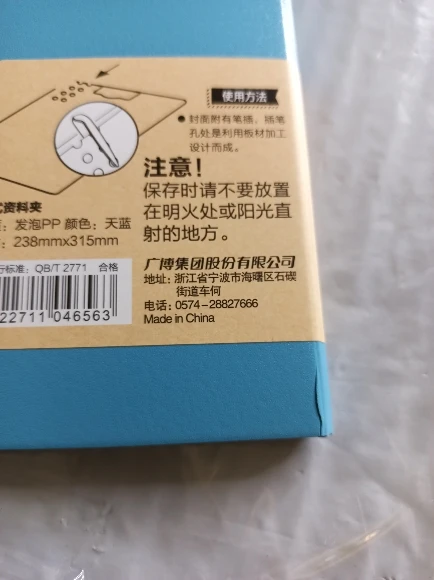 使用方法
●封面附有笔插，插笔
孔处是利用板材加工
设计而成。
注意！
保存时请不要放置
在明火处或阳光直
射的地方。
式资料夹
：发泡PP 颜色：天蓝
：238mmx315mm
行标准：QB/T 2771 合格
22711 046563
广博集团股份有限公司
地址：浙江省宁波市海曙区石碶
街道车何
电话：0574-28827666
Made in China